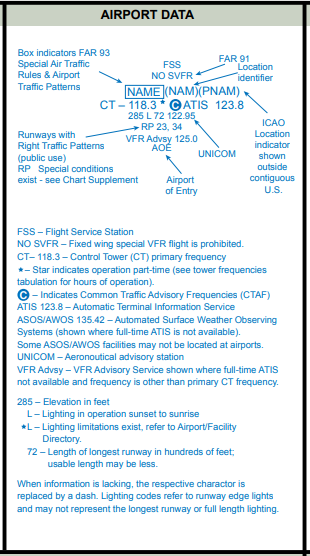 AIRPORT DATA
Box indicators FAR 93
Special Air Traffic
Rules & Airport
Traffic Patterns
FSS
NO SVFR
FAR 91
Location
identifier
NAME (NAM)(PNAM)
CT – 118.3 * C ATIS 123.8
285 L 72 122.95
RP 23, 34
VFR Advsy 125.0
AOE
Runways with
Right Traffic Patterns
(public use)
RP Special conditions
exist - see Chart Supplement
Airport
of Entry
UNICOM
ICAO
Location
indicator
shown
outside
contiguous
U.S.
FSS – Flight Service Station
NO SVFR – Fixed wing special VFR flight is prohibited.
CT– 118.3 – Control Tower (CT) primary frequency
★– Star indicates operation part-time (see tower frequencies
tabulation for hours of operation).
C – Indicates Common Traffic Advisory Frequencies (CTAF)
ATIS 123.8 – Automatic Terminal Information Service
ASOS/AWOS 135.42 – Automated Surface Weather Observing
Systems (shown where full-time ATIS is not available).
Some ASOS/AWOS facilities may not be located at airports.
UNICOM – Aeronoutical advisory station
VFR Advsy – VFR Advisory Service shown where full-time ATIS
not available and frequency is other than primary CT frequency.
285 – Elevation in feet
L – Lighting in operation sunset to sunrise
★L – Lighting limitations exist, refer to Airport/Facility
Directory.
72 – Length of longest runway in hundreds of feet;
usable length may be less.
When information is lacking, the respective charactor is
replaced by a dash. Lighting codes refer to runway edge lights
and may not represent the longest runway or full length lighting.